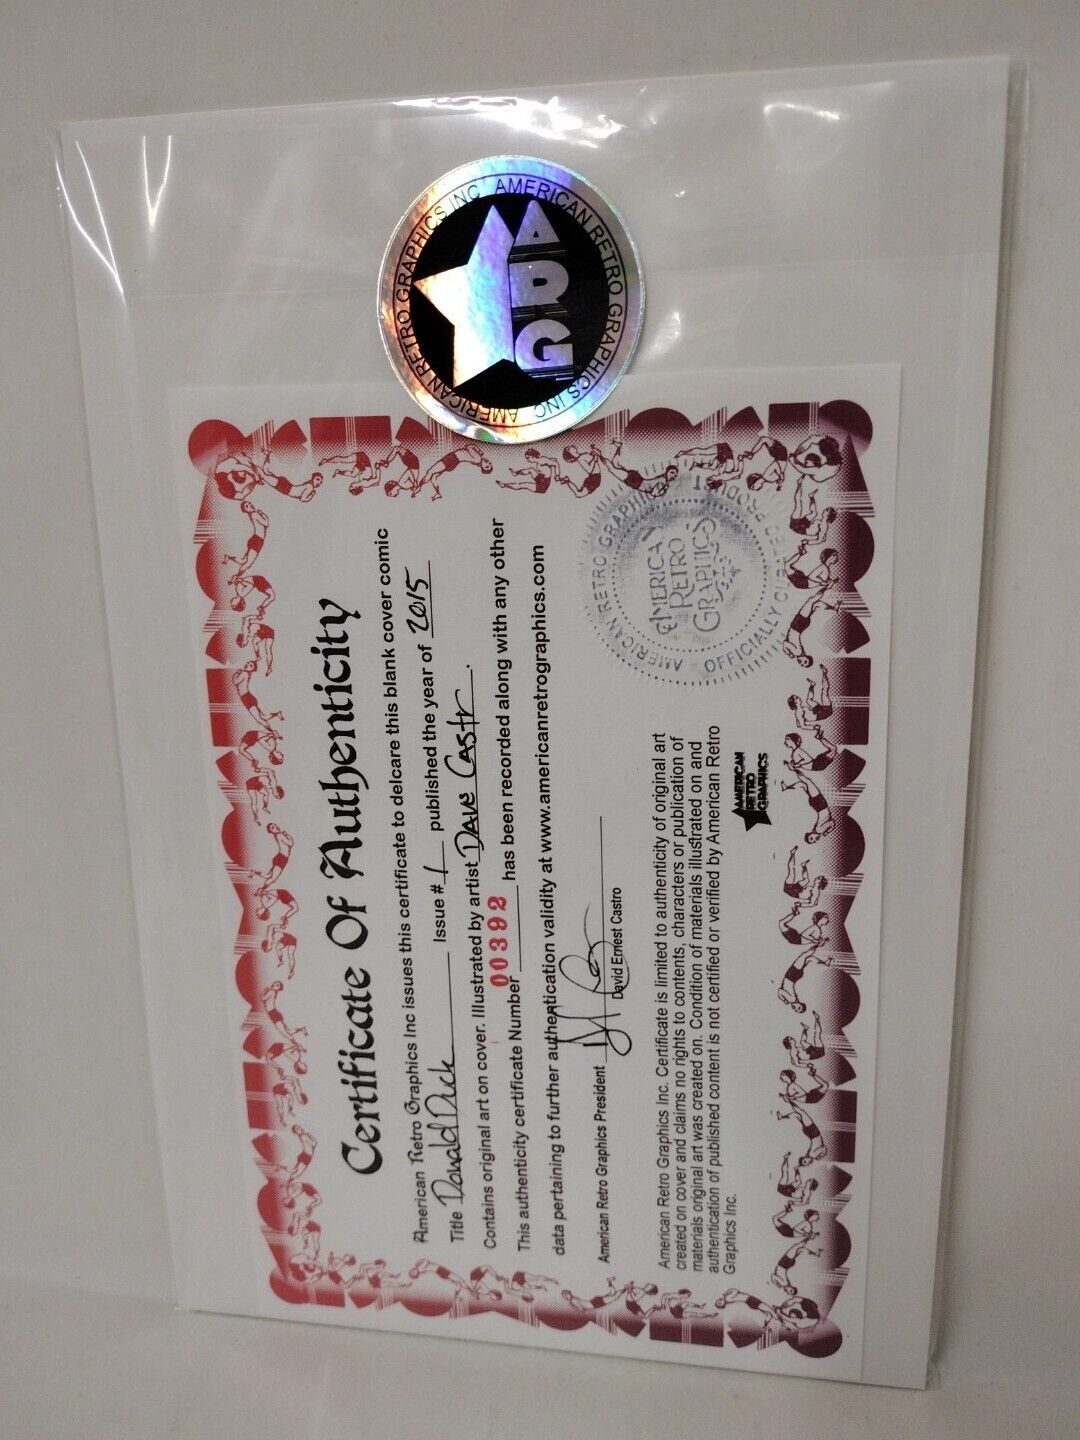 AMERICAN RETRO GRAPHICS INC AMERICAN RETRO GRAPHICS INC
ARG
Certificate Of Authenticity
American Retro Graphics Inc issues this certificate to delcare this blank cover comic
Title Donald Duck Issue # 1 published the year of 2015
Contains original art on cover. Illustrated by artist Dave Castr.
This authenticity certificate Number 00392 has been recorded along with any other
data pertaining to further authentication validity at www.americanretrographics.com
American Retro Graphics President
David Ernest Castro
AMERICAN RETRO GRAPHICS
OFFICIALLY PRODUCT
AMERICAN
RETRO
GRAPHICS
American Retro Graphics Inc. Certificate is limited to authenticity of original art
created on cover and claims no rights to contents, characters or publication of
materials original art was created on. Condition of materials illustrated on and
authentication of published content is not certified or verified by American Retro
Graphics Inc.
AMERICAN
RETRO
GRAPHICS